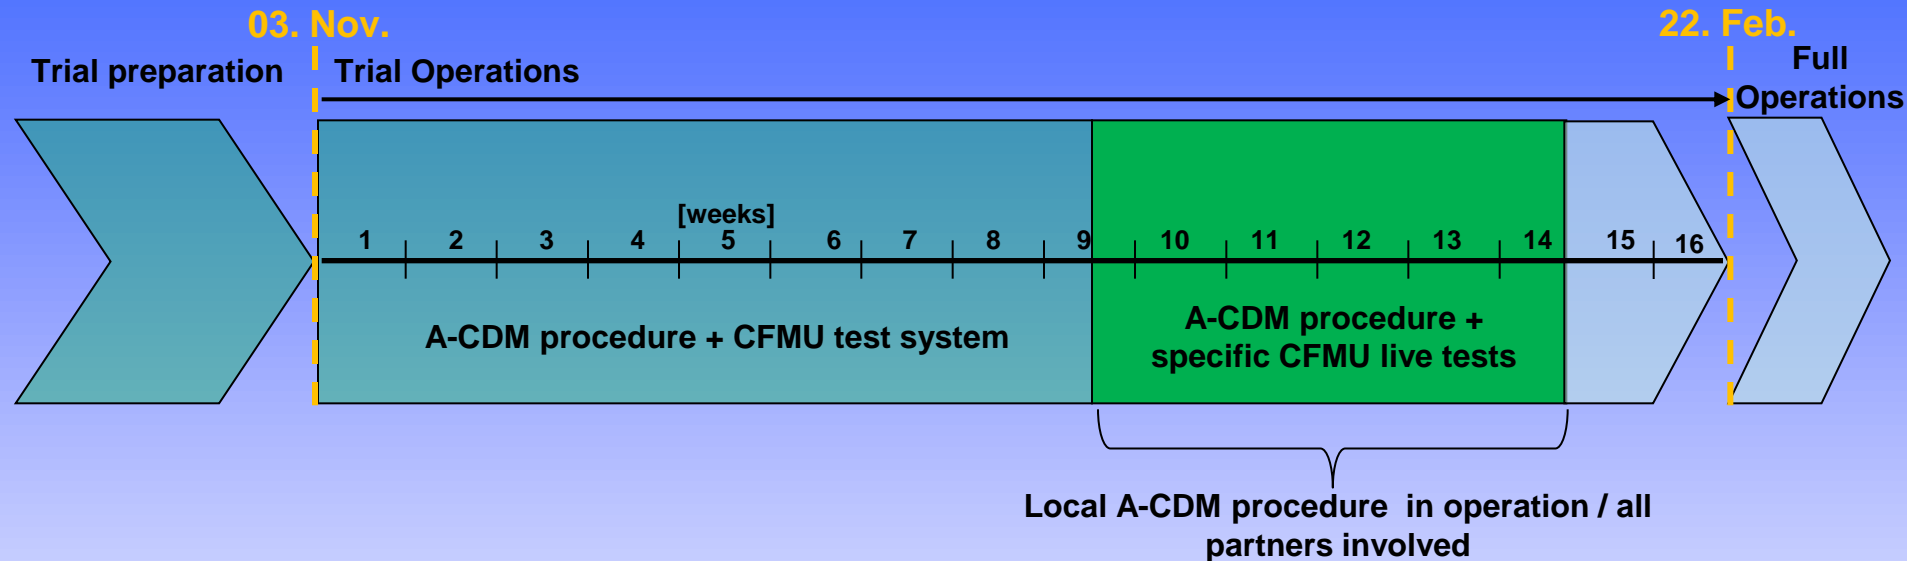 03. Nov.
22. Feb.
Trial preparation
Trial Operations
Full
Operations
[weeks]
1 2 3 4 5 6 7 8 9 10 11 12 13 14 15 16
A-CDM procedure + CFMU test system
A-CDM procedure +
specific CFMU live tests
Local A-CDM procedure in operation / all
partners involved